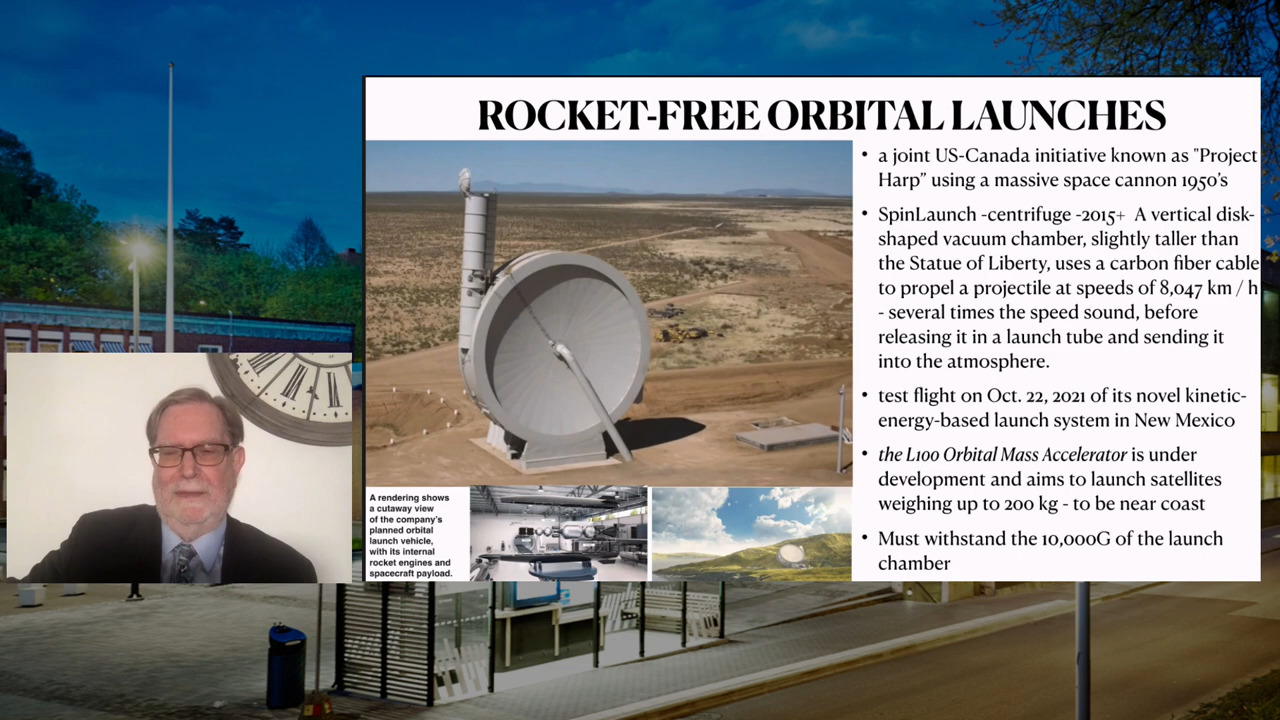 ROCKET-FREE ORBITAL LAUNCHES
• a joint US-Canada initiative known as "Project
Harp” using a massive space cannon 1950’s
• SpinLaunch -centrifuge -2015+ A vertical disk-
shaped vacuum chamber, slightly taller than
the Statue of Liberty, uses a carbon fiber cable
to propel a projectile at speeds of 8,047 km / h
- several times the speed sound, before
releasing it in a launch tube and sending it
into the atmosphere.
• test flight on Oct. 22, 2021 of its novel kinetic-
energy-based launch system in New Mexico
• the L100 Orbital Mass Accelerator is under
development and aims to launch satellites
weighing up to 200 kg - to be near coast
• Must withstand the 10,000G of the launch
chamber
A rendering shows
a cutaway view
of the company’s
planned orbital
launch vehicle,
with its internal
rocket engines and
spacecraft payload.